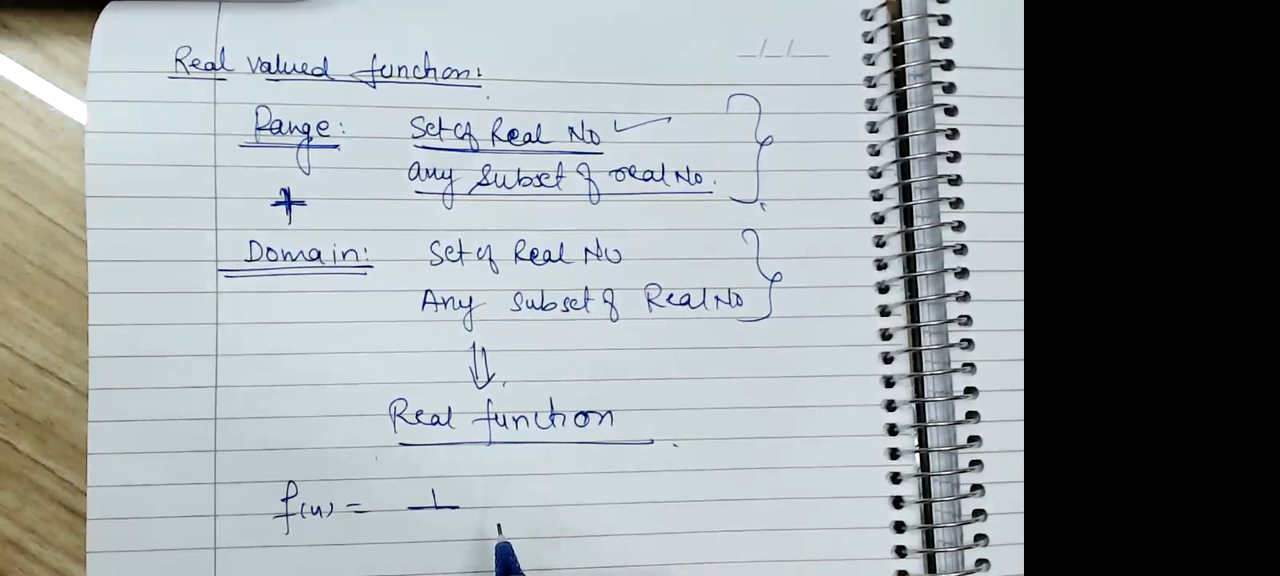 Real valued function:
Range: Set of Real No ✓
any subset of real No.
+
Domain: Set of Real No
Any subset of Real No
⇓
Real function
f(x) = 1